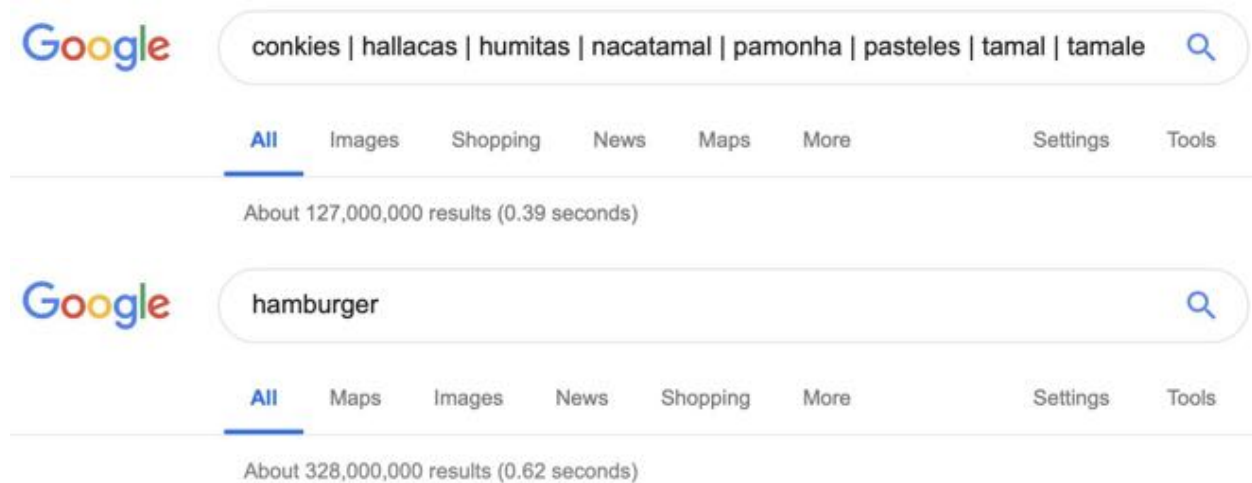 Google conkies | hallacas | humitas | nacatamal | pamonha | pasteles | tamal | tamale
All Images Shopping News Maps More Settings Tools
About 127,000,000 results (0.39 seconds)
Google hamburger
All Maps Images News Shopping More Settings Tools
About 328,000,000 results (0.62 seconds)